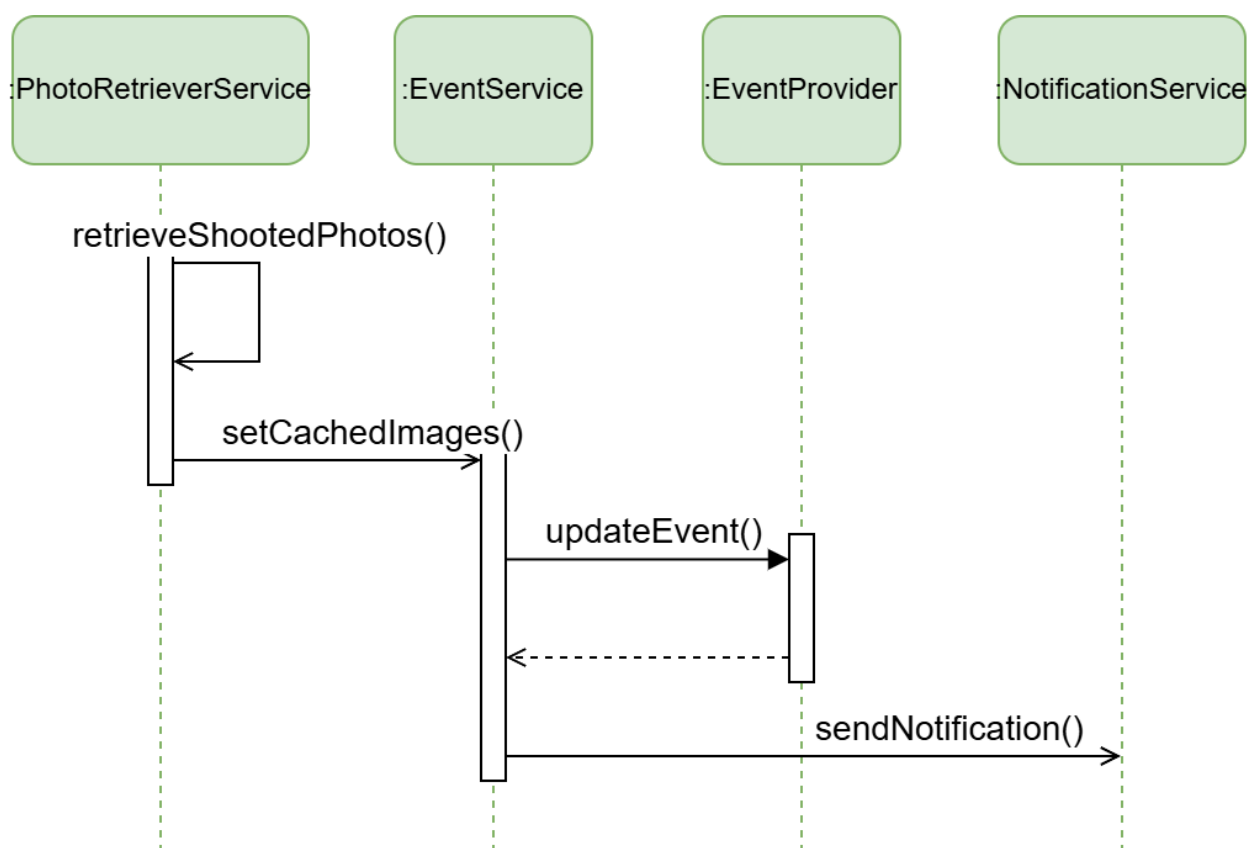 :PhotoRetrieverService
:EventService
:EventProvider
:NotificationService
retrieveShootedPhotos()
setCachedImages()
updateEvent()
sendNotification()